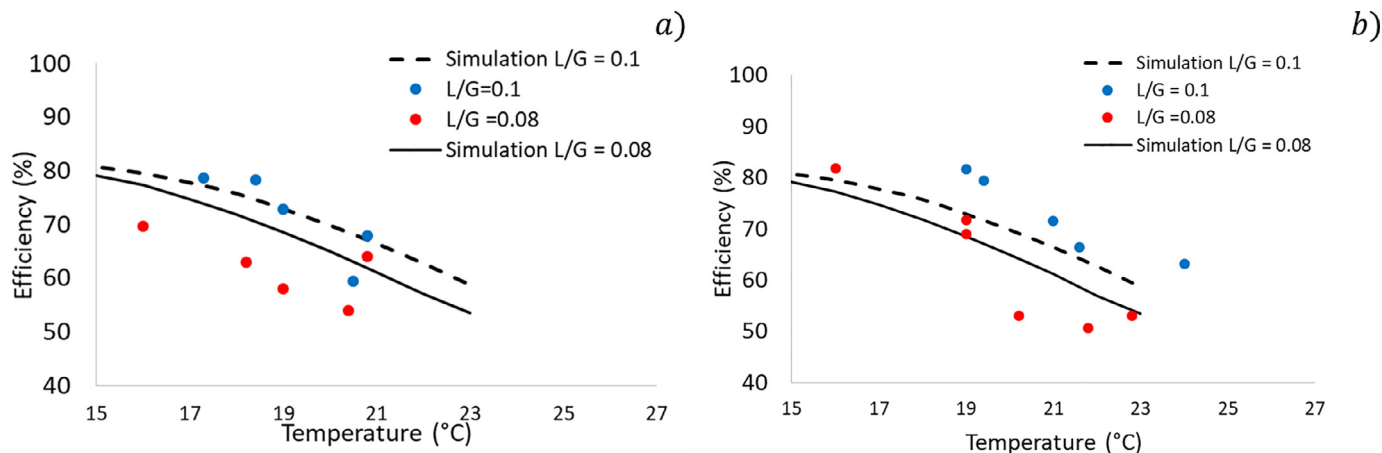 a)
Simulation L/G = 0.1
L/G=0.1
L/G =0.08
Simulation L/G = 0.08
100
90
80
70
60
50
40
Efficiency (%)
15 17 19 21 23 25 27
Temperature (°C)
b)
Simulation L/G = 0.1
L/G = 0.1
L/G =0.08
Simulation L/G = 0.08
100
90
80
70
60
50
40
Efficiency (%)
15 17 19 21 23 25 27
Temperature (°C)